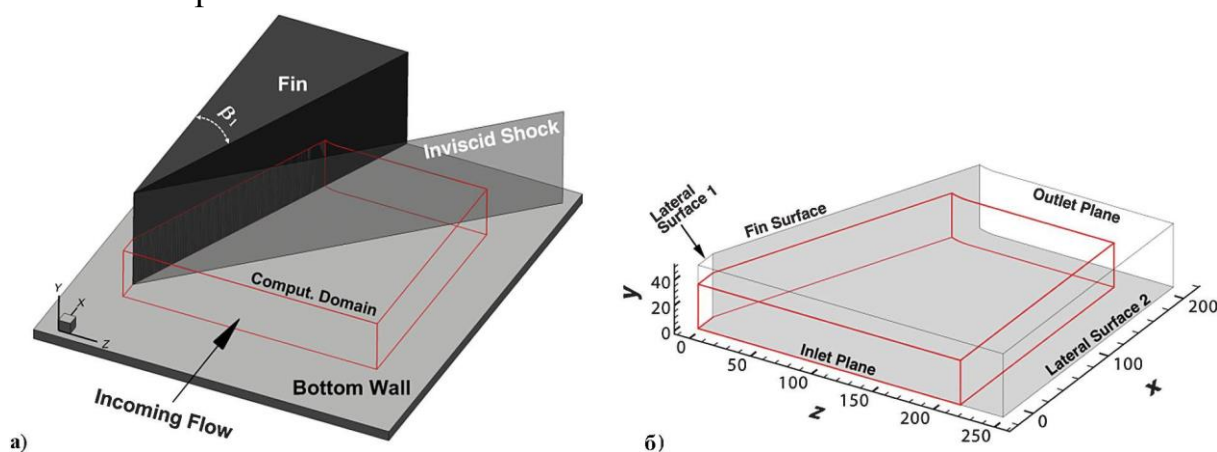 Fin
β1
Inviscid Shock
Comput. Domain
Y
X
Z
Incoming Flow
Bottom Wall
а)
Lateral
Surface 1
Fin Surface
Outlet Plane
y
40
20
0
Inlet Plane
Lateral Surface 2
0
50
100
150
200
250
z
0
100
200
x
б)